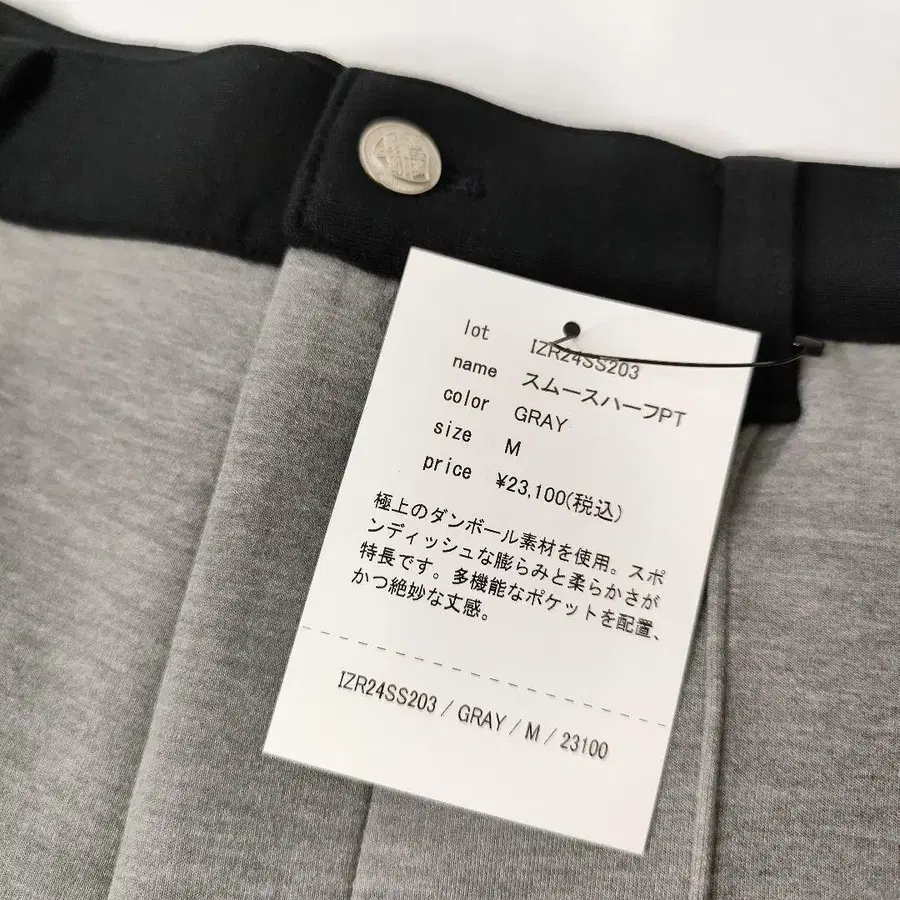 lot IZR24SS203
name スムースハーフPT
color GRAY
size M
price ¥23,100(税込)
極上のダンボール素材を使用。スポ
ンディッシュな膨らみと柔らかさが
特長です。多機能なポケットを配置、
かつ絶妙な丈感。
IZR24SS203 / GRAY / M / 23100